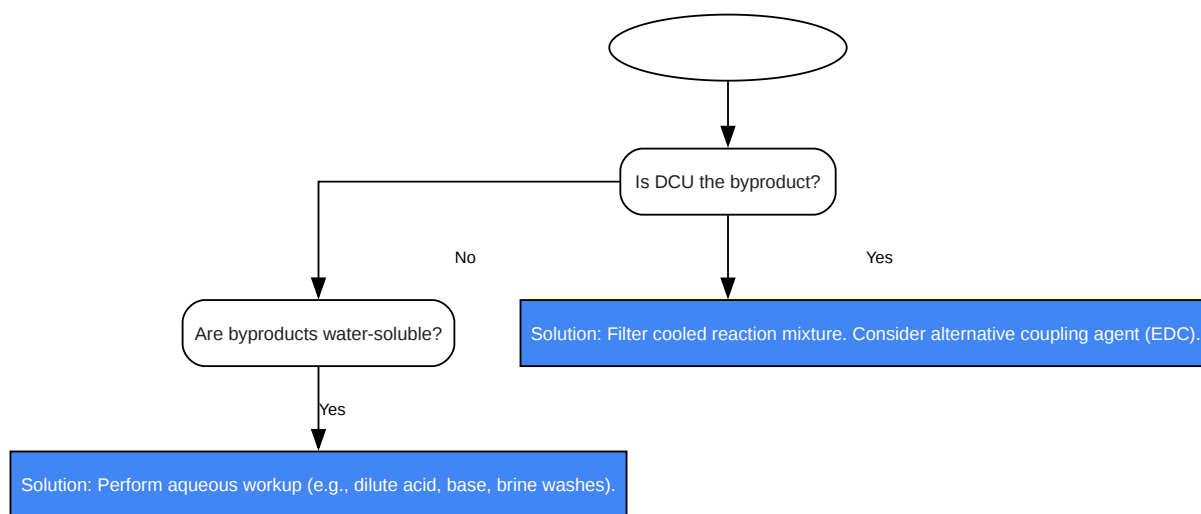 Is DCU the byproduct?
No
Yes
Are byproducts water-soluble?
Solution: Filter cooled reaction mixture. Consider alternative coupling agent (EDC).
Yes
Solution: Perform aqueous workup (e.g., dilute acid, base, brine washes).